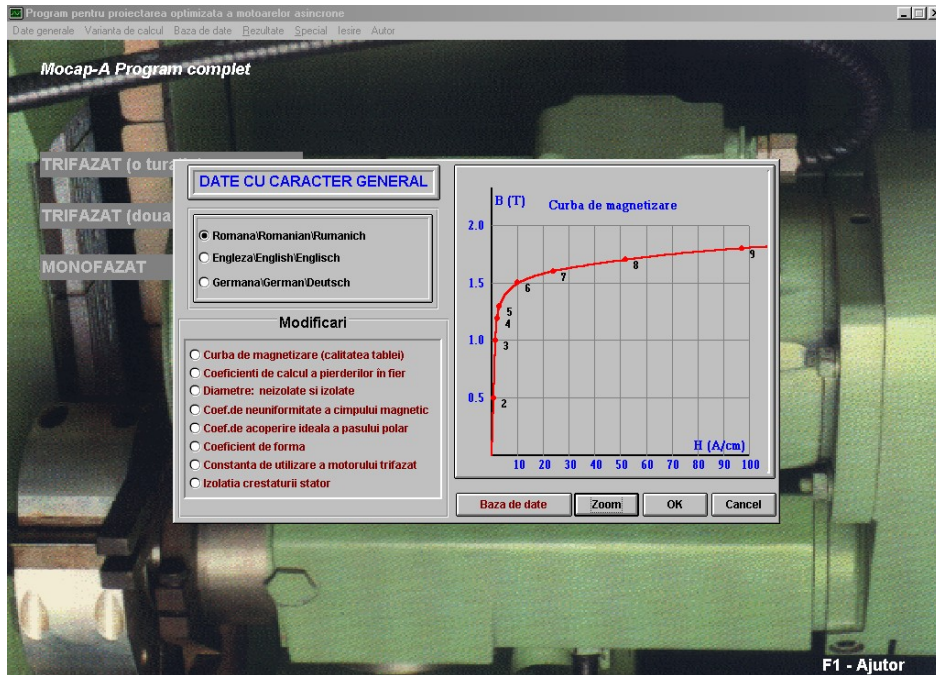 Program pentru proiectarea optimizata a motoarelor asincrone
Date generale Varianta de calcul Baza de date Rezultate Special Iesire Autor
Mocap-A Program complet
TRIFAZAT (o
TRIFAZAT (doua
MONOFAZAT
DATE CU CARACTER GENERAL
Romana\Romanian\Rumanich
Engleza\English\Englisch
Germana\German\Deutsch
Modificari
Curba de magnetizare (calitatea tablei)
Coeficienti de calcul a pierderilor în fier
Diametre: neizolate si izolate
Coef.de neuniformitate a cimpului magnetic
Coef.de acoperire ideala a pasului polar
Coeficient de forma
Constanta de utilizare a motorului trifazat
Izolatia crestaturii stator
B (T)
Curba de magnetizare
2.0
1.5
1.0
0.5
2
3
4
5
6
7
8
9
H (A/cm)
10 20 30 40 50 60 70 80 90 100
Baza de date Zoom OK Cancel
F1 - Ajutor